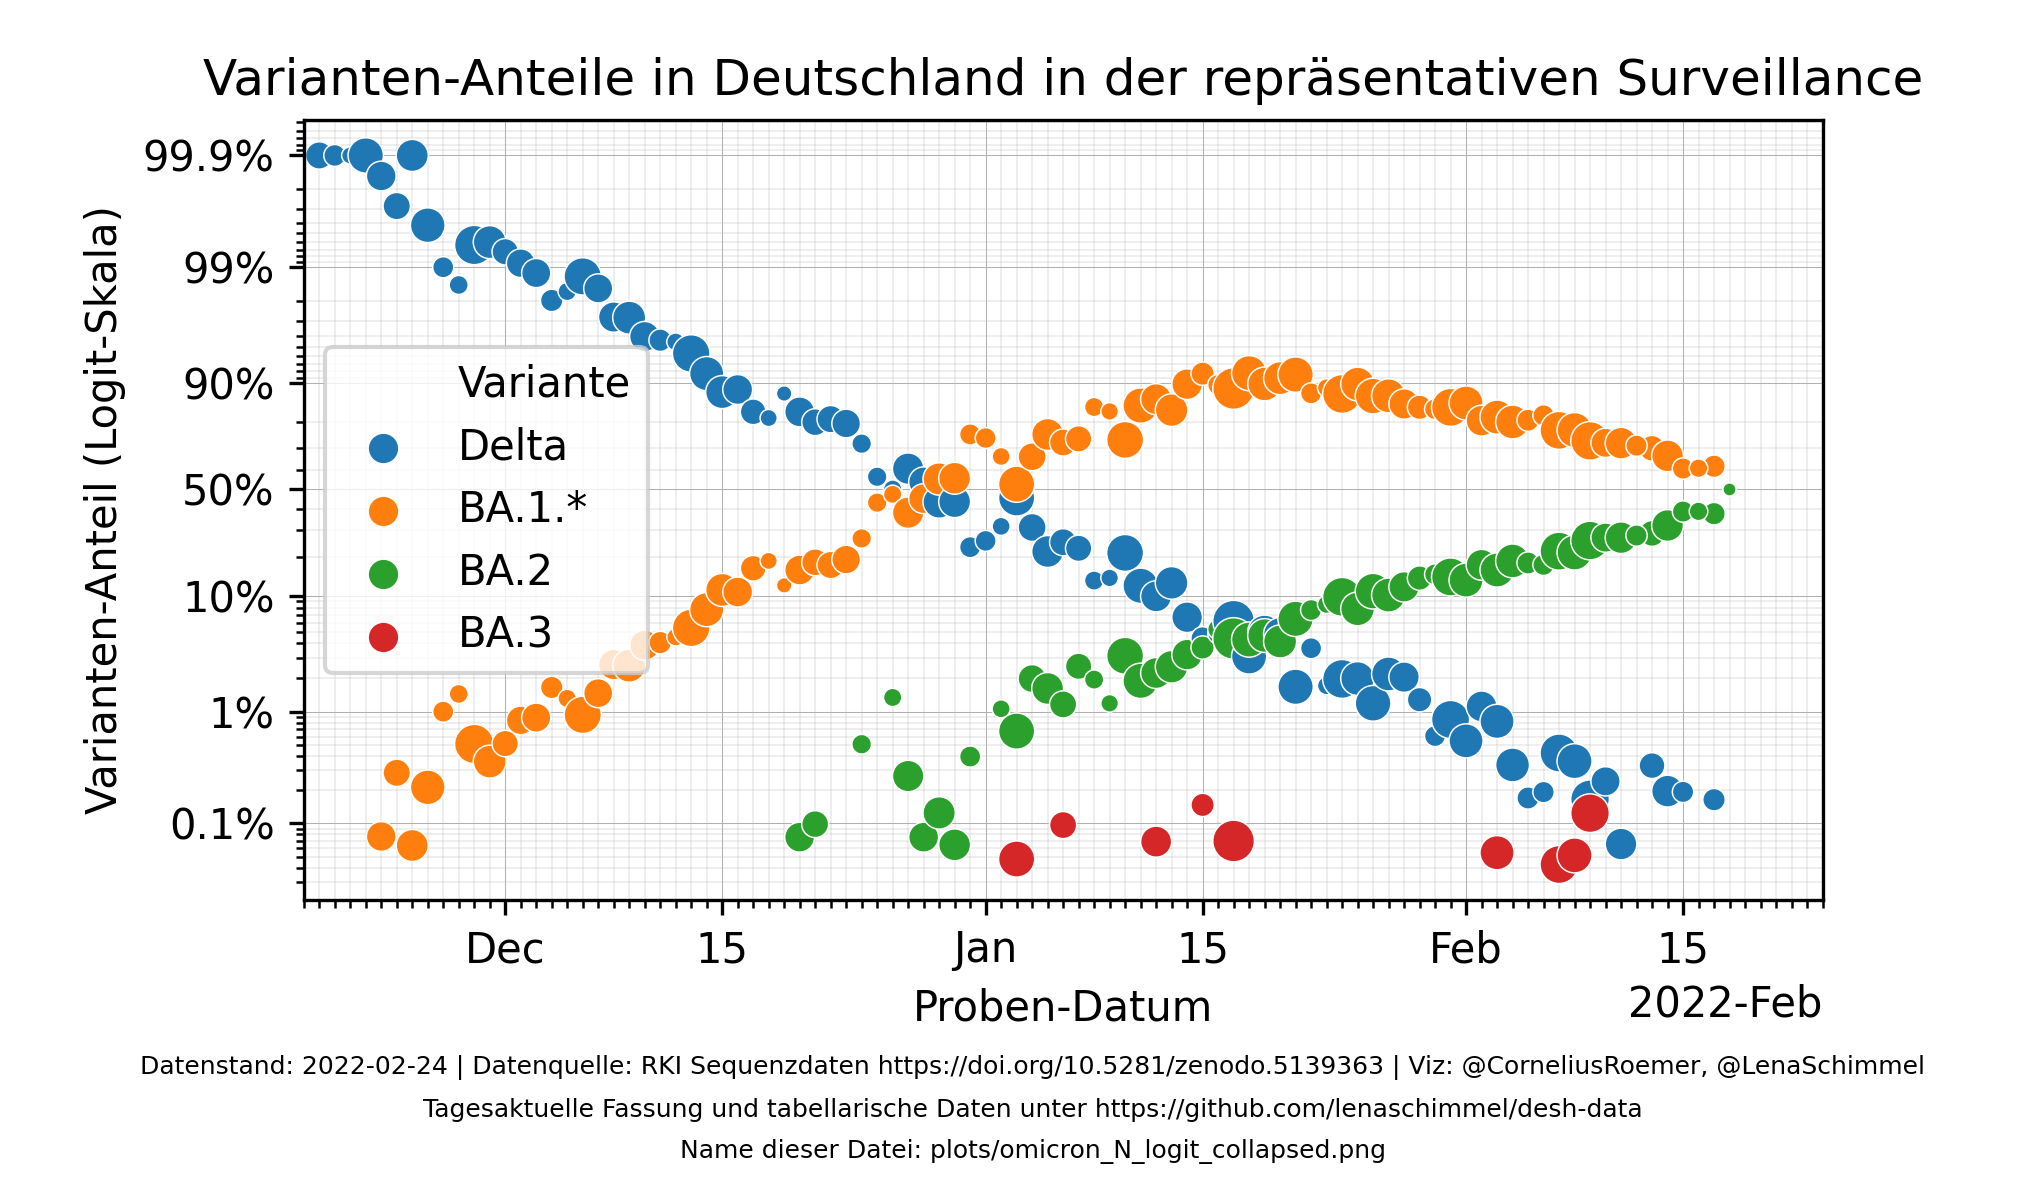 Varianten-Anteile in Deutschland in der repräsentativen Surveillance
Varianten-Anteil (Logit-Skala)
99.9%
99%
90%
50%
10%
1%
0.1%
Variante
Delta
BA.1.*
BA.2
BA.3
Dec
15
Jan
15
Feb
15
Proben-Datum
2022-Feb
Datenstand: 2022-02-24 | Datenquelle: RKI Sequenzdaten https://doi.org/10.5281/zenodo.5139363 | Viz: @CorneliusRoemer, @LenaSchimmel
Tagesaktuelle Fassung und tabellarische Daten unter https://github.com/lenaschimmel/desh-data
Name dieser Datei: plots/omicron_N_logit_collapsed.png